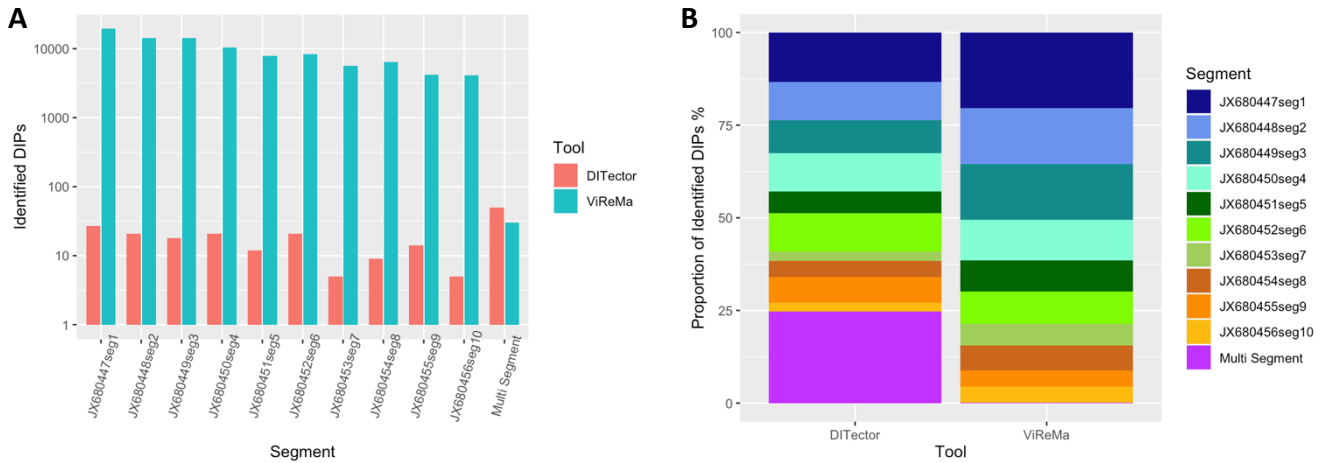 A
Identified DIPs
10000
1000
100
10
1
JX680447seg1
JX680448seg2
JX680449seg3
JX680450seg4
JX680451seg5
JX680452seg6
JX680453seg7
JX680454seg8
JX680455seg9
JX680456seg10
Multi Segment
Segment
Tool
DITector
ViReMa
B
Proportion of Identified DIPs %
100
75
50
25
0
DITector
ViReMa
Tool
Segment
JX680447seg1
JX680448seg2
JX680449seg3
JX680450seg4
JX680451seg5
JX680452seg6
JX680453seg7
JX680454seg8
JX680455seg9
JX680456seg10
Multi Segment